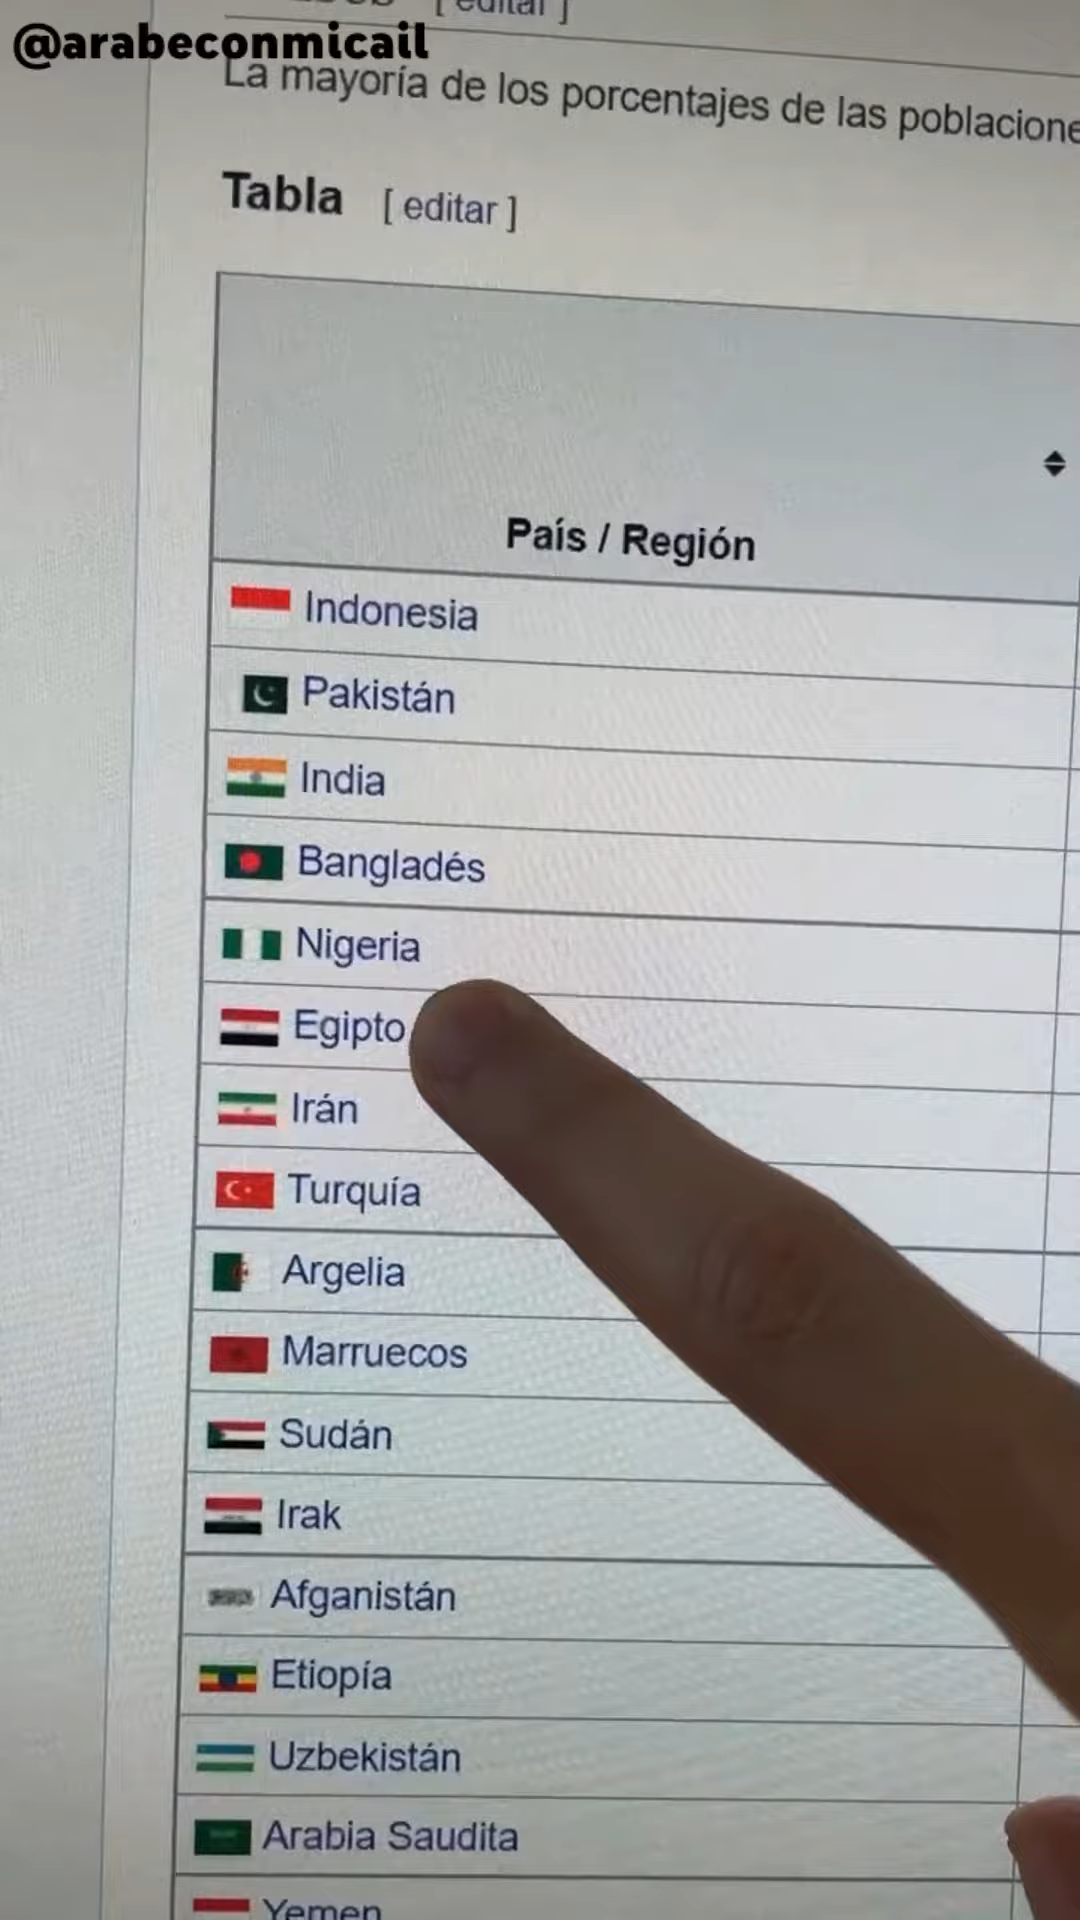 [ editar ]
@arabeconmicail
La mayoría de los porcentajes de las poblacione
Tabla [ editar ]
País / Región
Indonesia
Pakistán
India
Bangladés
Nigeria
Egipto
Irán
Turquía
Argelia
Marruecos
Sudán
Irak
Afganistán
Etiopía
Uzbekistán
Arabia Saudita
Yemen